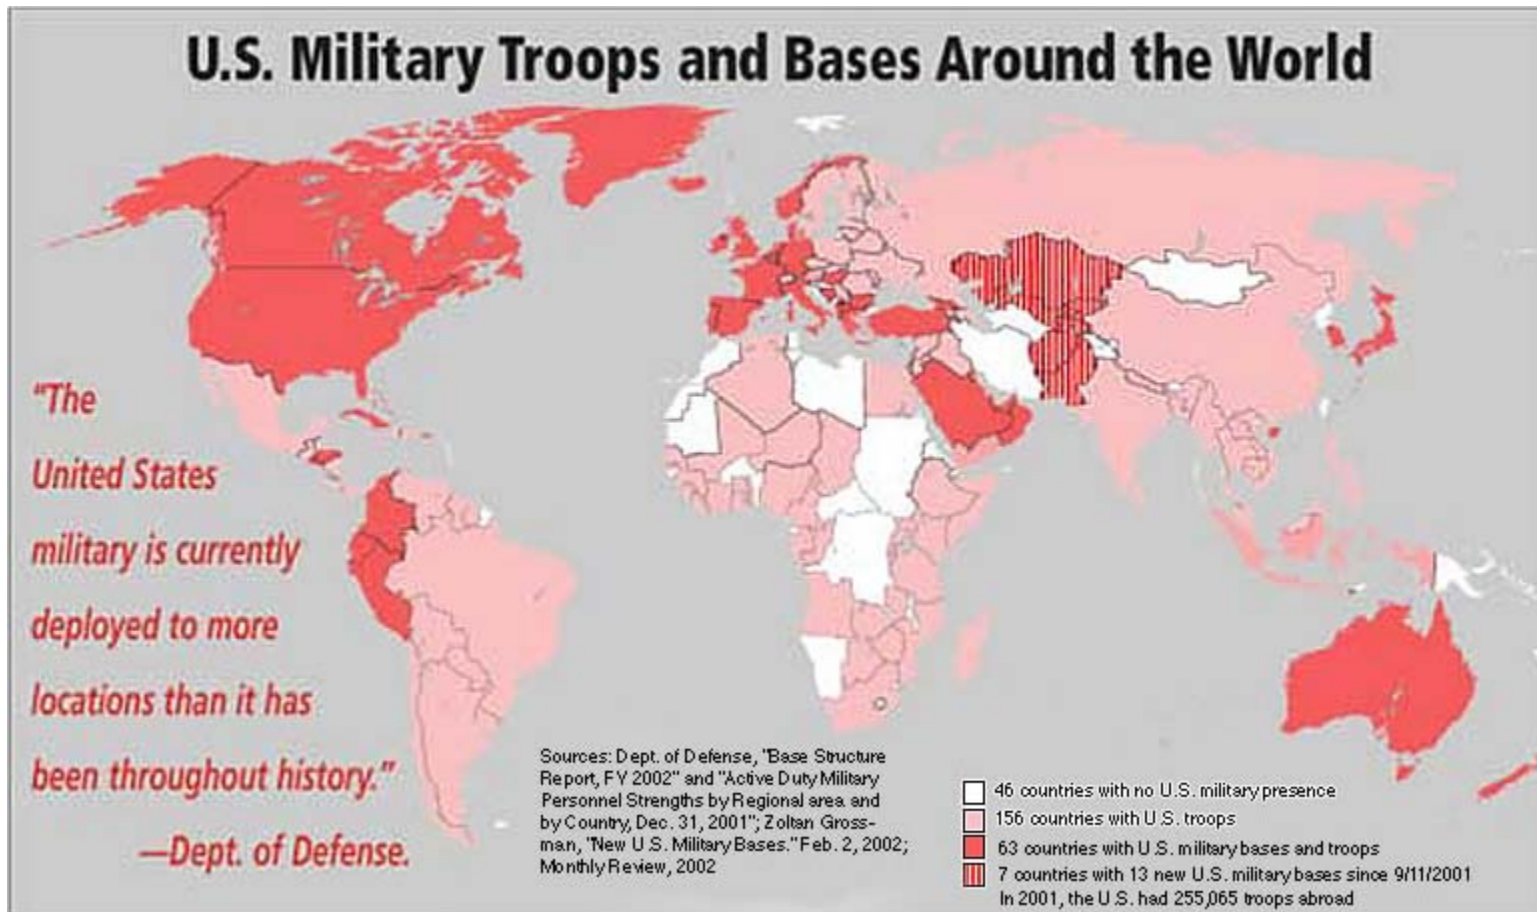 U.S. Military Troops and Bases Around the World
"The
United States
military is currently
deployed to more
locations than it has
been throughout history."
—Dept. of Defense.
Sources: Dept. of Defense, "Base Structure
Report, FY 2002" and "Active Duty Military
Personnel Strengths by Regional area and
by Country, Dec. 31, 2001"; Zoltan Gross-
man, "New U.S. Military Bases." Feb. 2, 2002;
Monthly Review, 2002
46 countries with no U.S. military presence
156 countries with U.S. troops
63 countries with U.S. military bases and troops
7 countries with 13 new U.S. military bases since 9/11/2001
In 2001, the U.S. had 255,065 troops abroad